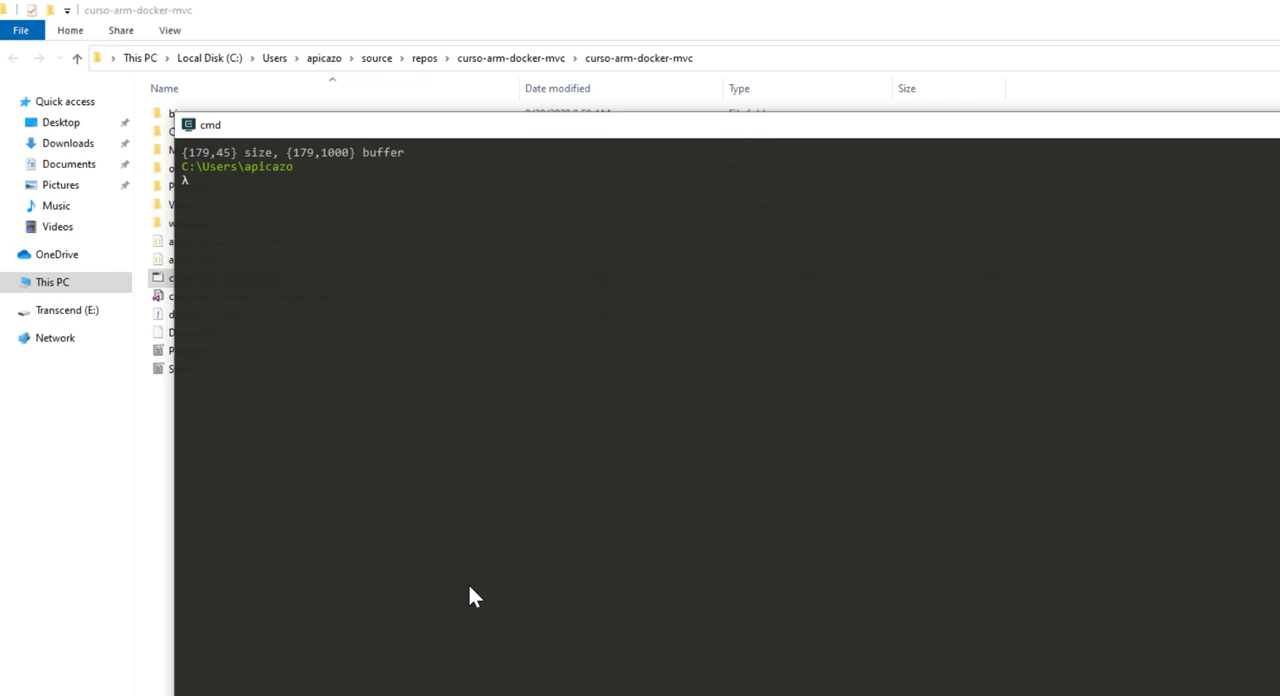 curso-arm-docker-mvc
File Home Share View
This PC Local Disk (C:) Users apicazo source repos curso-arm-docker-mvc curso-arm-docker-mvc
Name Date modified Type Size
Quick access
Desktop
Downloads
Documents
Pictures
Music
Videos
OneDrive
This PC
Transcend (E:)
Network
cmd
{179,45} size, {179,1000} buffer
C:\Users\apicazo
λ